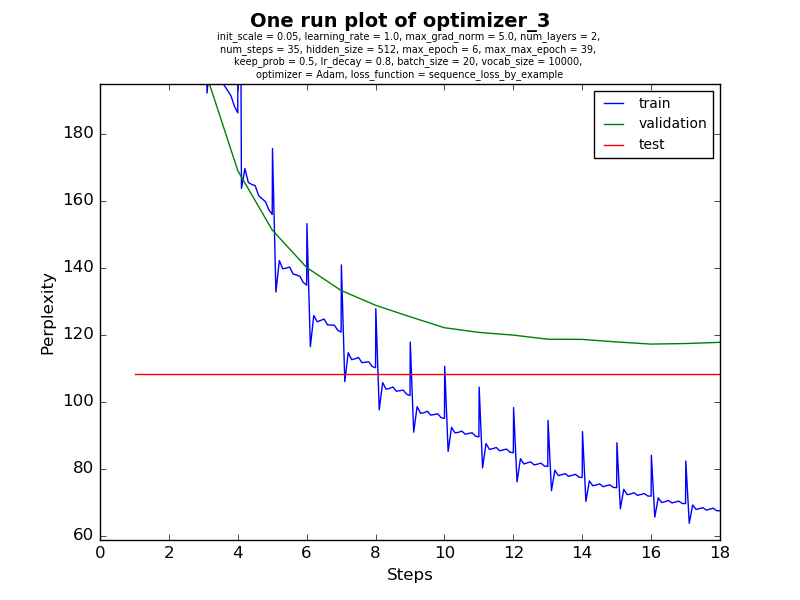 One run plot of optimizer_3
init_scale = 0.05, learning_rate = 1.0, max_grad_norm = 5.0, num_layers = 2,
num_steps = 35, hidden_size = 512, max_epoch = 6, max_max_epoch = 39,
keep_prob = 0.5, lr_decay = 0.8, batch_size = 20, vocab_size = 10000,
optimizer = Adam, loss_function = sequence_loss_by_example
train
validation
test
180
160
140
120
100
80
60
Perplexity
0 2 4 6 8 10 12 14 16 18
Steps